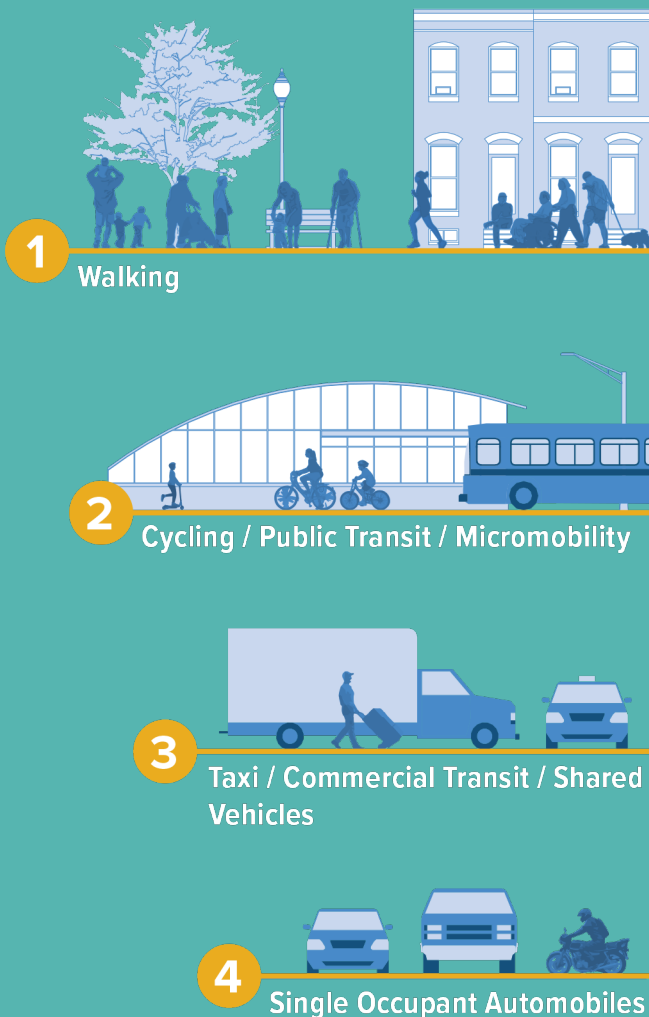 1
Walking
2
Cycling / Public Transit / Micromobility
3
Taxi / Commercial Transit / Shared
Vehicles
4
Single Occupant Automobiles